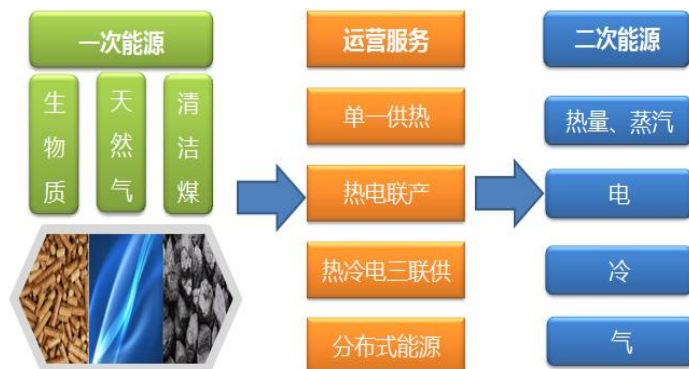 一次能源
生物质
天然气
清洁煤
运营服务
单一供热
热电联产
热冷电三联供
分布式能源
二次能源
热量、蒸汽
电
冷
气